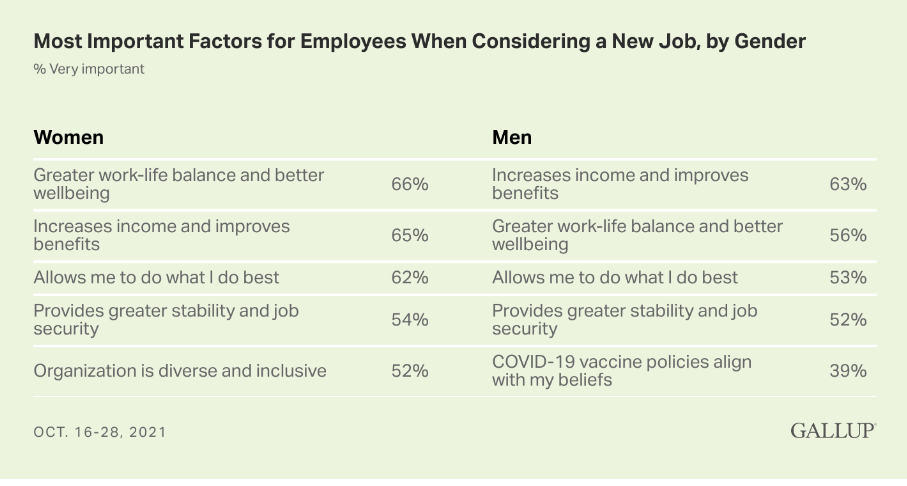 Most Important Factors for Employees When Considering a New Job, by Gender
% Very important
Women
Greater work-life balance and better
wellbeing
66%
Increases income and improves
benefits
65%
Allows me to do what I do best
62%
Provides greater stability and job
security
54%
Organization is diverse and inclusive
52%
Men
Increases income and improves
benefits
63%
Greater work-life balance and better
wellbeing
56%
Allows me to do what I do best
53%
Provides greater stability and job
security
52%
COVID-19 vaccine policies align
with my beliefs
39%
OCT. 16-28, 2021
GALLUP